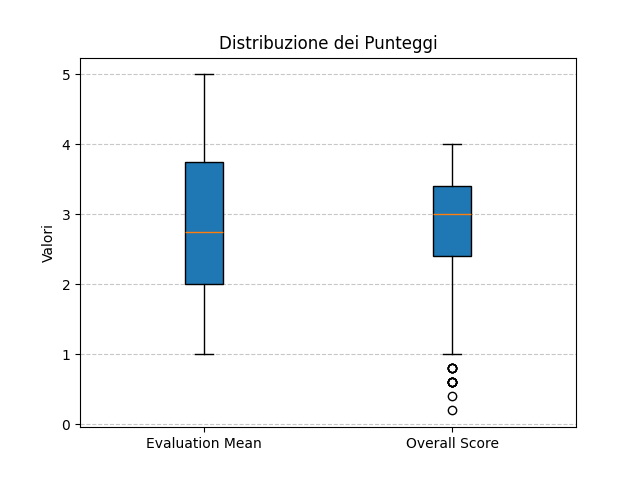 Distribuzione dei Punteggi
Valori
5
4
3
2
1
0
Evaluation Mean
Overall Score